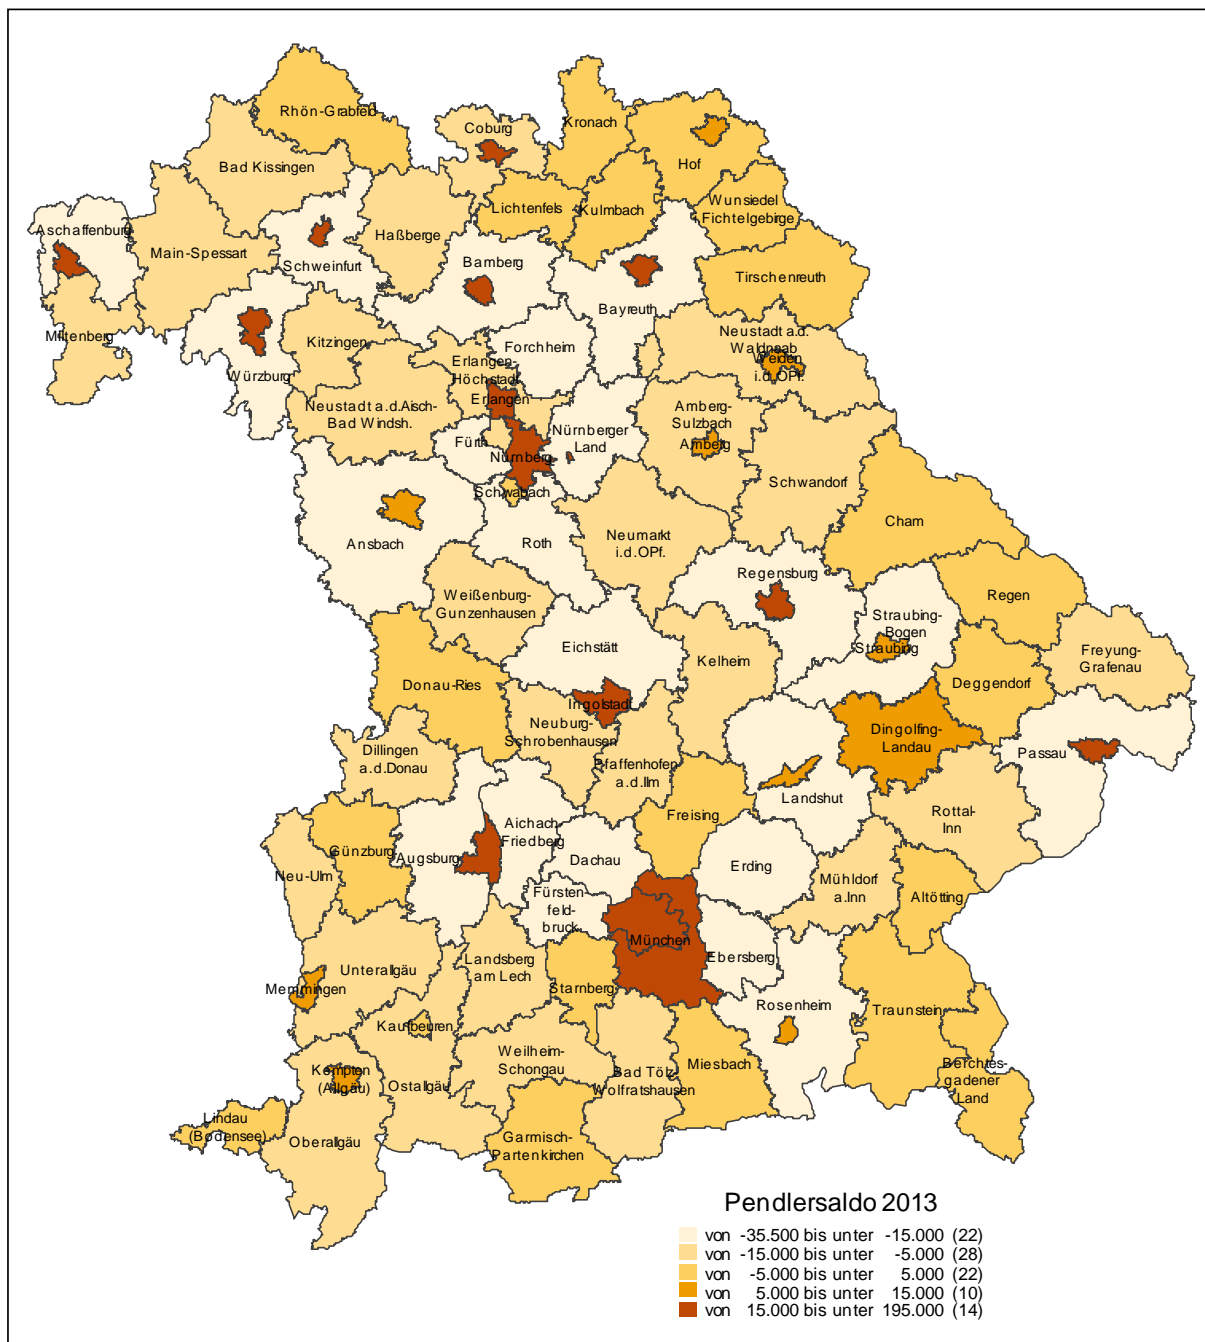 Rhön-Grabfeld
Coburg
Kronach
Hof
Bad Kissingen
Wunsiedel
Fichtelgebirge
Lichtenfels
Kulmbach
Aschaffenburg
Haßberge
Main-Spessart
Schweinfurt
Bamberg
Tirschenreuth
Bayreuth
Miltenberg
Kitzingen
Forchheim
Neustadt a.d.
Waldnaab
Weiden
i.d.OPf.
Würzburg
Erlangen-
Höchstadt
Erlangen
Neustadt a.d.Aisch-
Bad Windsh.
Amberg-
Sulzbach
Amberg
Fürth
Nürnberger
Land
Nürnberg
Schwandorf
Schwabach
Cham
Ansbach
Roth
Neumarkt
i.d.OPf.
Regensburg
Weißenburg-
Gunzenhausen
Regen
Straubing-
Bogen
Straubing
Eichstätt
Kelheim
Freyung-
Grafenau
Donau-Ries
Deggendorf
Ingolstadt
Neuburg-
Schrobenhausen
Dingolfing-
Landau
Dillingen
a.d.Donau
Passau
Pfaffenhofen
a.d.Ilm
Landshut
Freising
Rottal-
Inn
Aichach-
Friedberg
Günzburg
Augsburg
Dachau
Erding
Neu-Ulm
Mühldorf
a.Inn
Altötting
Fürsten-
feld-
bruck
München
Ebersberg
Landsberg
am Lech
Unterallgäu
Memmingen
Starnberg
Rosenheim
Traunstein
Kaufbeuren
Weilheim-
Schongau
Kempten
(Allgäu)
Ostallgäu
Bad Tölz-
Wolfratshausen
Miesbach
Berchtes-
gadener
Land
Lindau
(Bodensee)
Oberallgäu
Garmisch-
Partenkirchen
Pendlersaldo 2013
von -35.500 bis unter -15.000 (22)
von -15.000 bis unter -5.000 (28)
von -5.000 bis unter 5.000 (22)
von 5.000 bis unter 15.000 (10)
von 15.000 bis unter 195.000 (14)